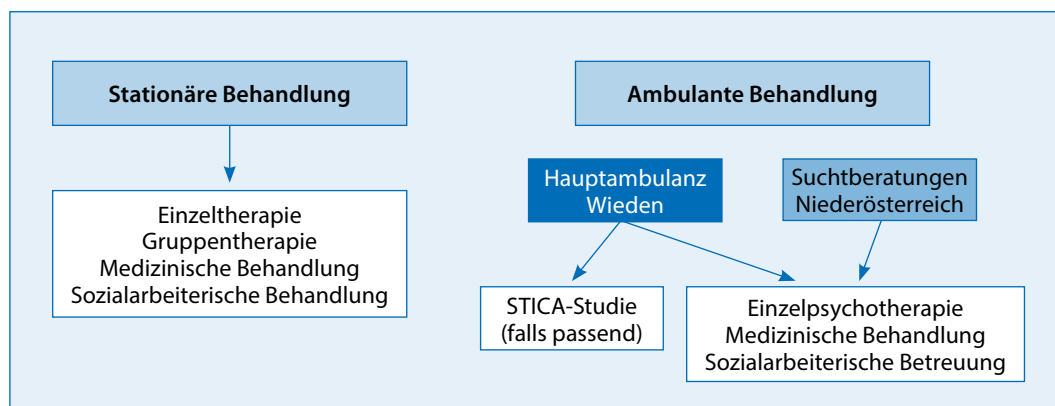 Stationäre Behandlung
Einzeltherapie
Gruppentherapie
Medizinische Behandlung
Sozialarbeiterische Behandlung
Ambulante Behandlung
Hauptambulanz
Wieden
Suchtberatungen
Niederösterreich
STICA-Studie
(falls passend)
Einzelpsychotherapie
Medizinische Behandlung
Sozialarbeiterische Betreuung